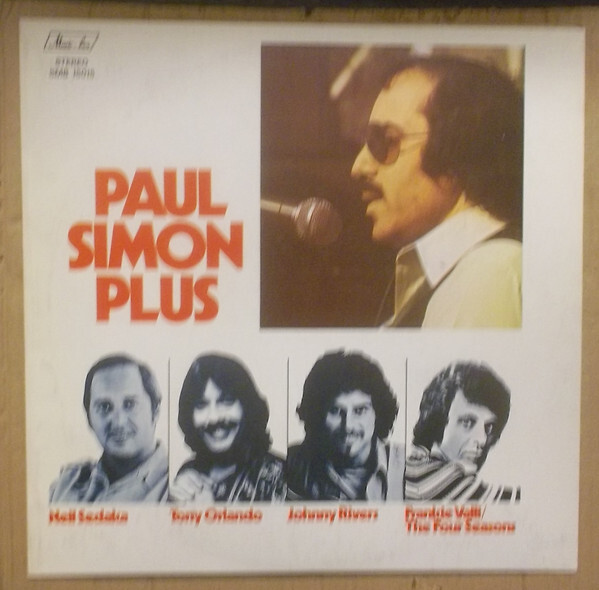 STEREO
PAUL
SIMON
PLUS
Neil Sedaka
Tony Orlando
Johnny Rivers
Frankie Valli/
The Four Seasons